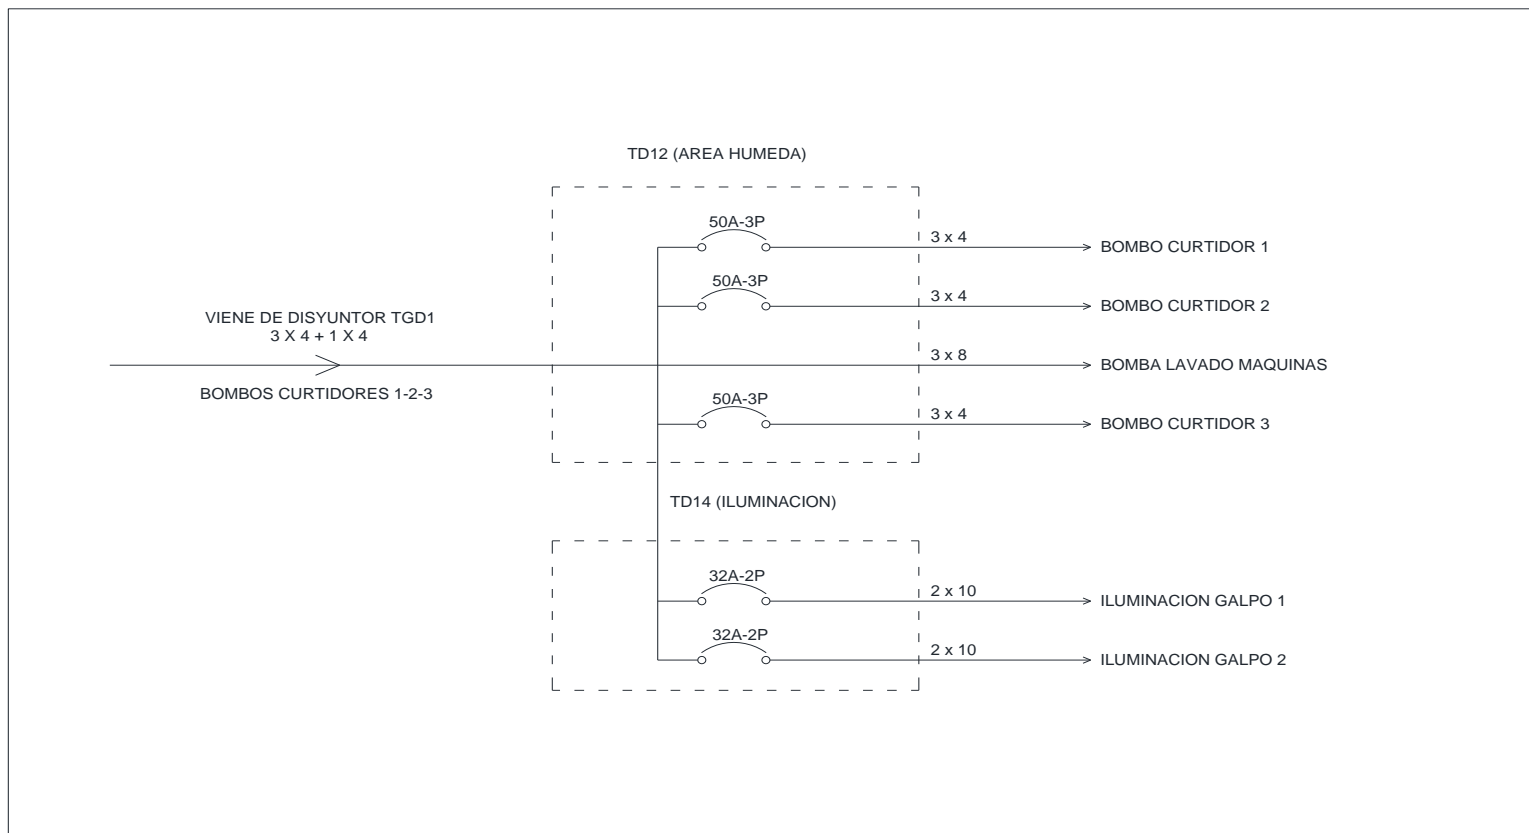 TD12 (AREA HUMEDA)
50A-3P
3 x 4
BOMBO CURTIDOR 1
50A-3P
3 x 4
BOMBO CURTIDOR 2
VIENE DE DISYUNTOR TGD1
3 X 4 + 1 X 4
3 x 8
BOMBA LAVADO MAQUINAS
BOMBOS CURTIDORES 1-2-3
50A-3P
3 x 4
BOMBO CURTIDOR 3
TD14 (ILUMINACION)
32A-2P
2 x 10
ILUMINACION GALPO 1
32A-2P
2 x 10
ILUMINACION GALPO 2